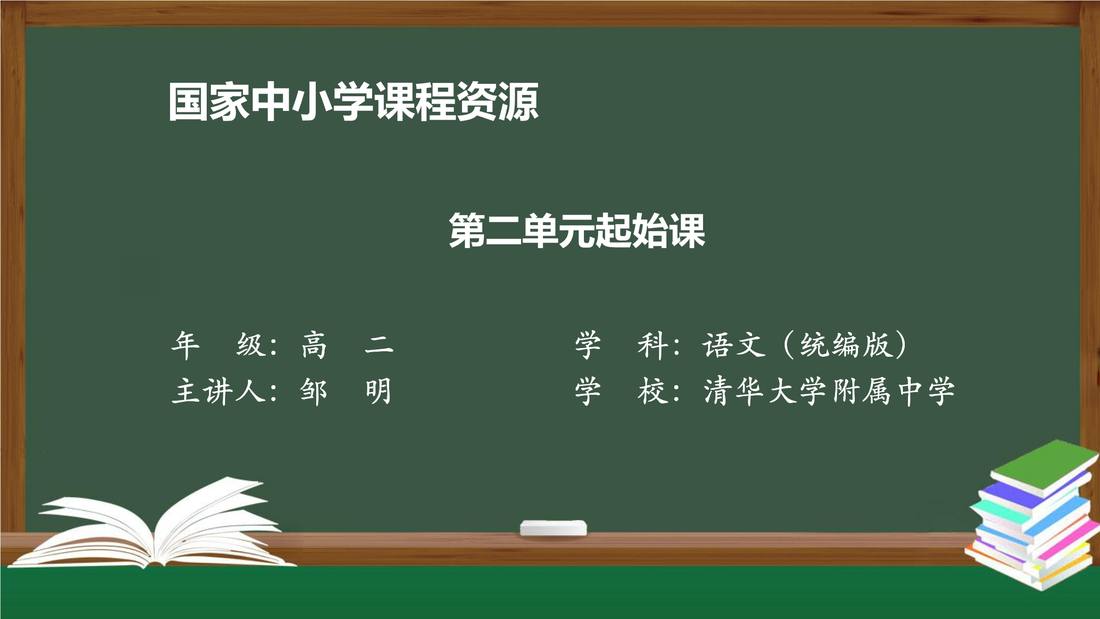 国家中小学课程资源
第二单元起始课
年 级：高 二 学 科：语文（统编版）
主讲人：邹 明 学 校：清华大学附属中学